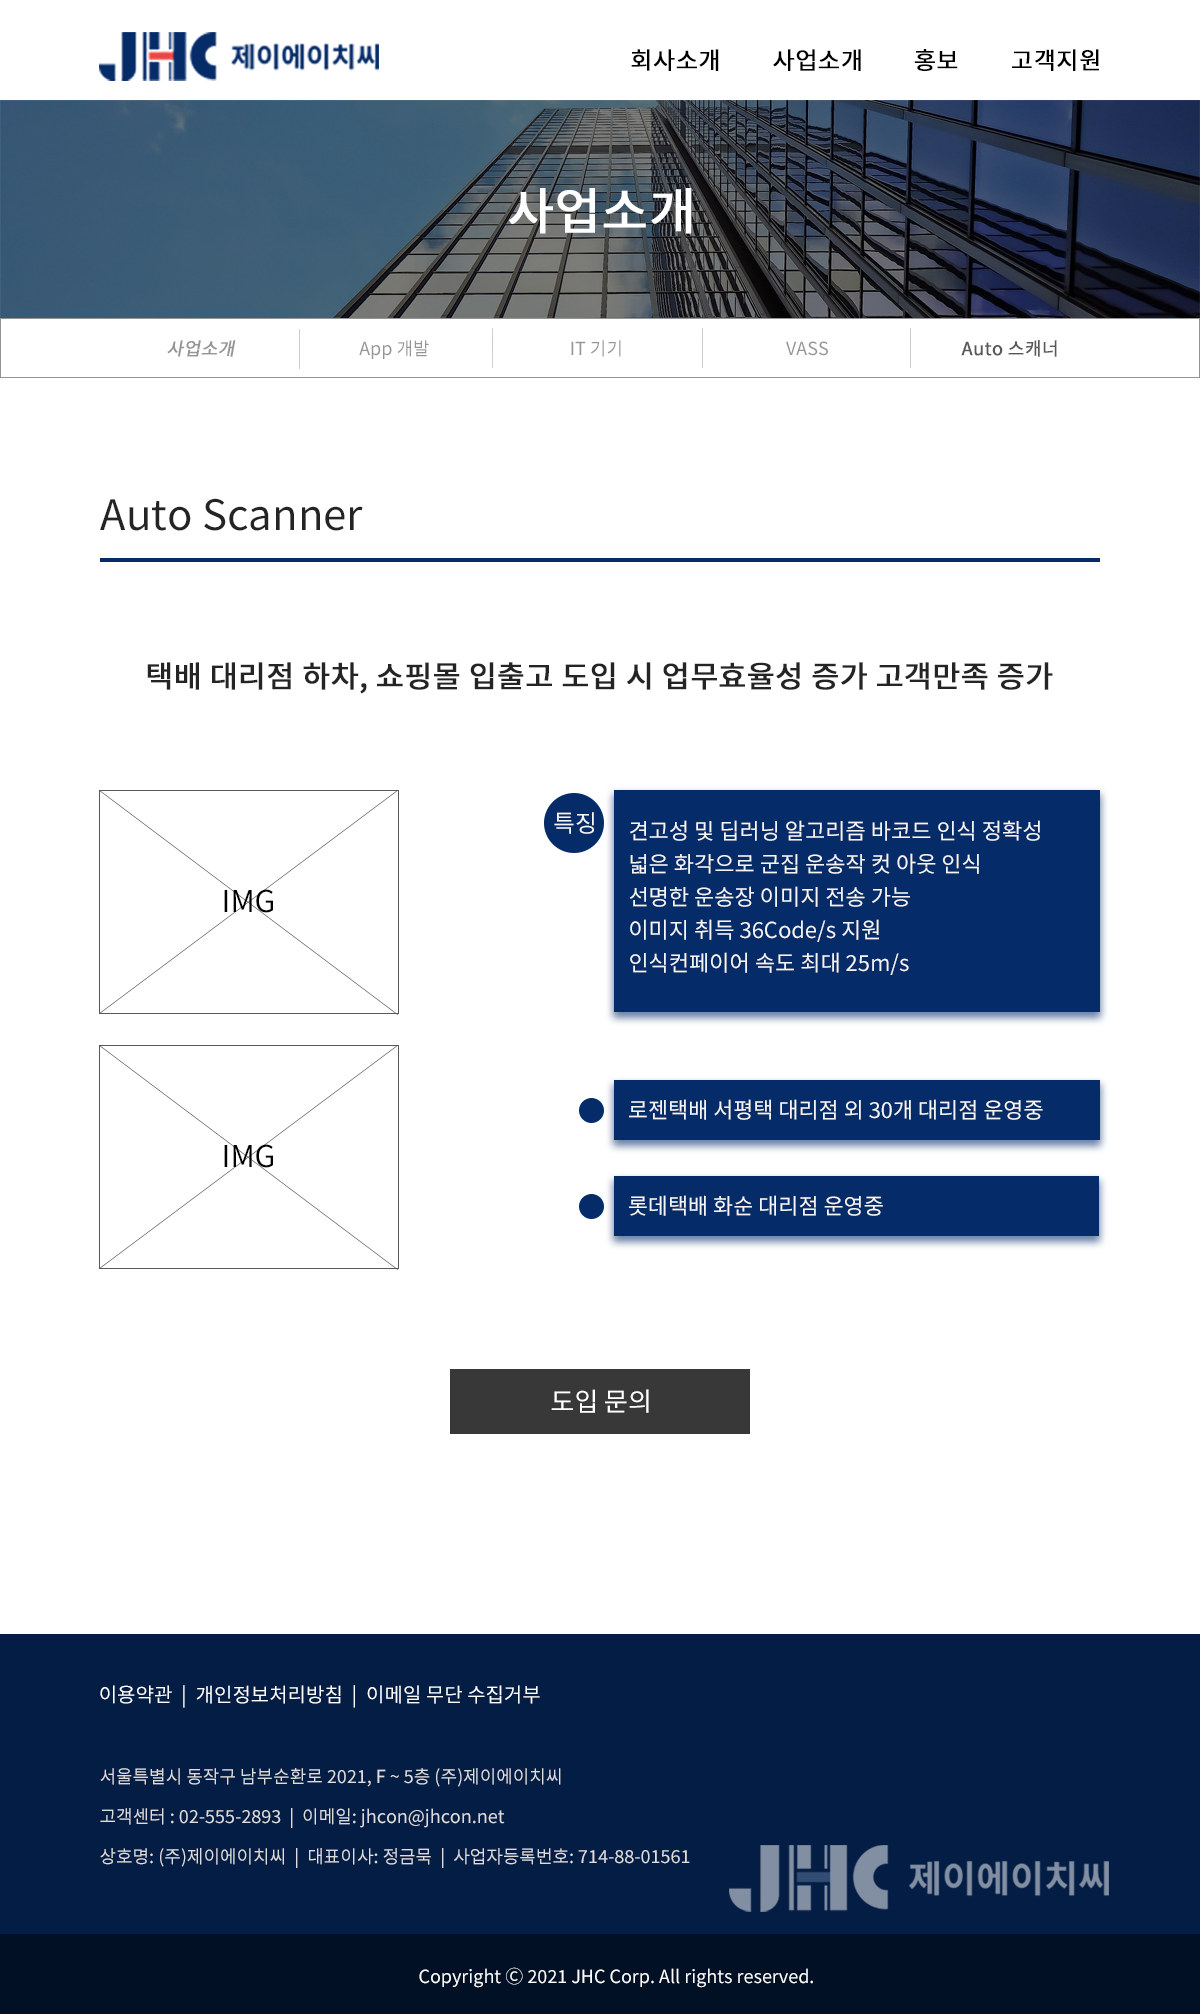 JHC 제이에이치씨
회사소개 사업소개 홍보 고객지원
사업소개
사업소개 App 개발 IT 기기 VASS Auto 스캐너
Auto Scanner
택배 대리점 하차, 쇼핑몰 입출고 도입 시 업무효율성 증가 고객만족 증가
IMG
특징
견고성 및 딥러닝 알고리즘 바코드 인식 정확성
넓은 화각으로 군집 운송작 컷 아웃 인식
선명한 운송장 이미지 전송 가능
이미지 취득 36Code/s 지원
인식컨페이어 속도 최대 25m/s
IMG
로젠택배 서평택 대리점 외 30개 대리점 운영중
롯데택배 화순 대리점 운영중
도입 문의
이용약관 | 개인정보처리방침 | 이메일 무단 수집거부
서울특별시 동작구 남부순환로 2021, F ~ 5층 (주)제이에이치씨
고객센터 : 02-555-2893 | 이메일: jhcon@jhcon.net
상호명: (주)제이에이치씨 | 대표이사: 정금묵 | 사업자등록번호: 714-88-01561
JHC 제이에이치씨
Copyright ⓒ 2021 JHC Corp. All rights reserved.